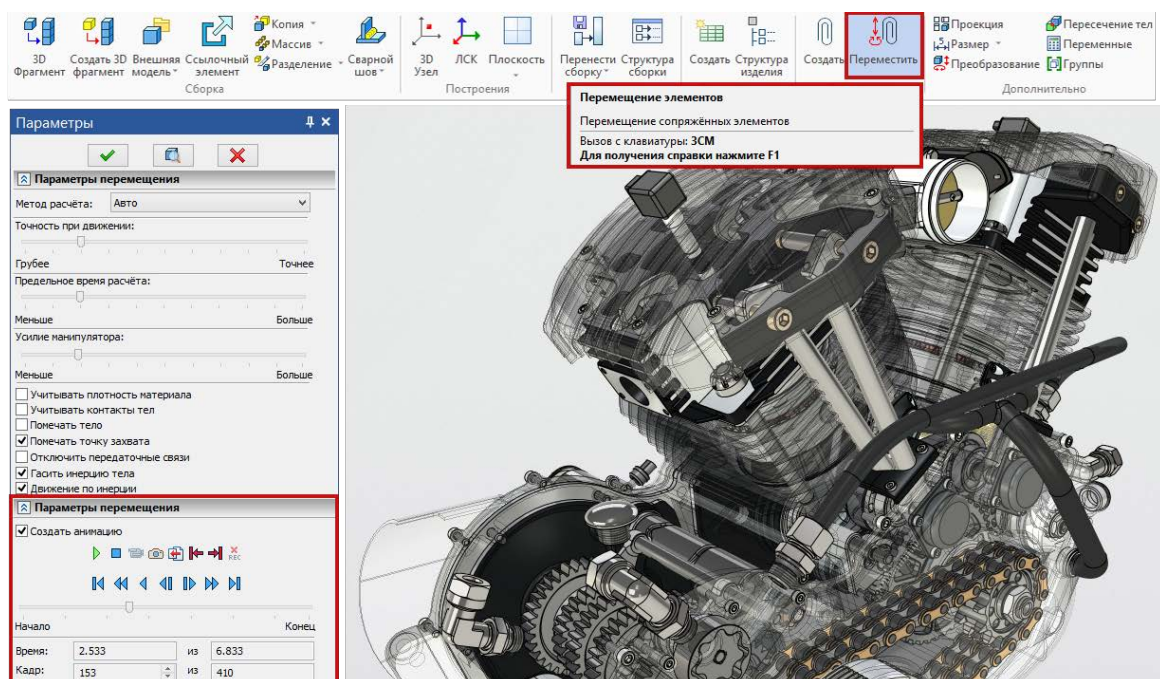 3D Фрагмент
Создать 3D фрагмент
Внешняя модель
Ссылочный элемент
Копия
Массив
Разделение
Сварной шов
3D Узел
ЛСК
Плоскость
Перенести сборку
Структура сборки
Создать
Структура изделия
Создать
Переместить
Проекция
Размер
Преобразование
Пересечение тел
Переменные
Группы
Сборка
Построения
Дополнительно
Перемещение элементов
Перемещение сопряжённых элементов
Вызов с клавиатуры: 3CM
Для получения справки нажмите F1
Параметры
Параметры перемещения
Метод расчёта: Авто
Точность при движении:
Грубее Точнее
Предельное время расчёта:
Меньше Больше
Усилие манипулятора:
Меньше Больше
Учитывать плотность материала
Учитывать контакты тел
Помечать тело
Помечать точку захвата
Отключить передаточные связи
Гасить инерцию тела
Движение по инерции
Параметры перемещения
Создать анимацию
REC
Начало Конец
Время: 2.533 из 6.833
Кадр: 153 из 410